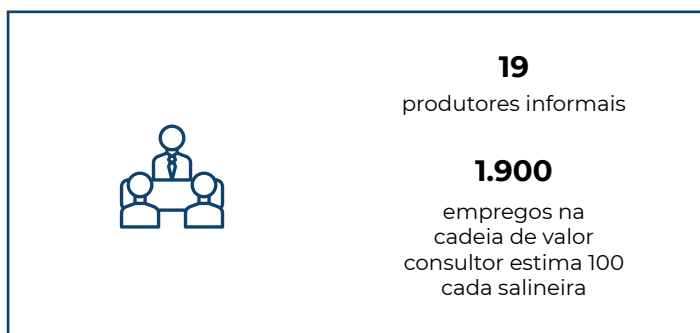 19
produtores informais
1.900
empregos na
cadeia de valor
consultor estima 100
cada salineira